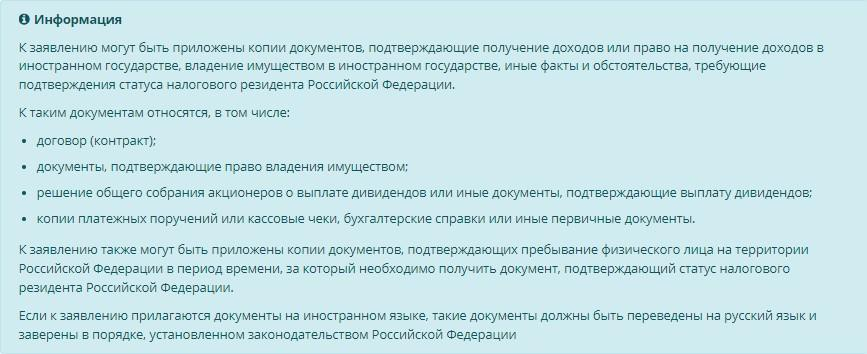 Информация
К заявлению могут быть приложены копии документов, подтверждающие получение доходов или право на получение доходов в
иностранном государстве, владение имуществом в иностранном государстве, иные факты и обстоятельства, требующие
подтверждения статуса налогового резидента Российской Федерации.
К таким документам относятся, в том числе:
• договор (контракт);
• документы, подтверждающие право владения имуществом;
• решение общего собрания акционеров о выплате дивидендов или иные документы, подтверждающие выплату дивидендов;
• копии платежных поручений или кассовые чеки, бухгалтерские справки или иные первичные документы.
К заявлению также могут быть приложены копии документов, подтверждающих пребывание физического лица на территории
Российской Федерации в период времени, за который необходимо получить документ, подтверждающий статус налогового
резидента Российской Федерации.
Если к заявлению прилагаются документы на иностранном языке, такие документы должны быть переведены на русский язык и
заверены в порядке, установленном законодательством Российской Федерации